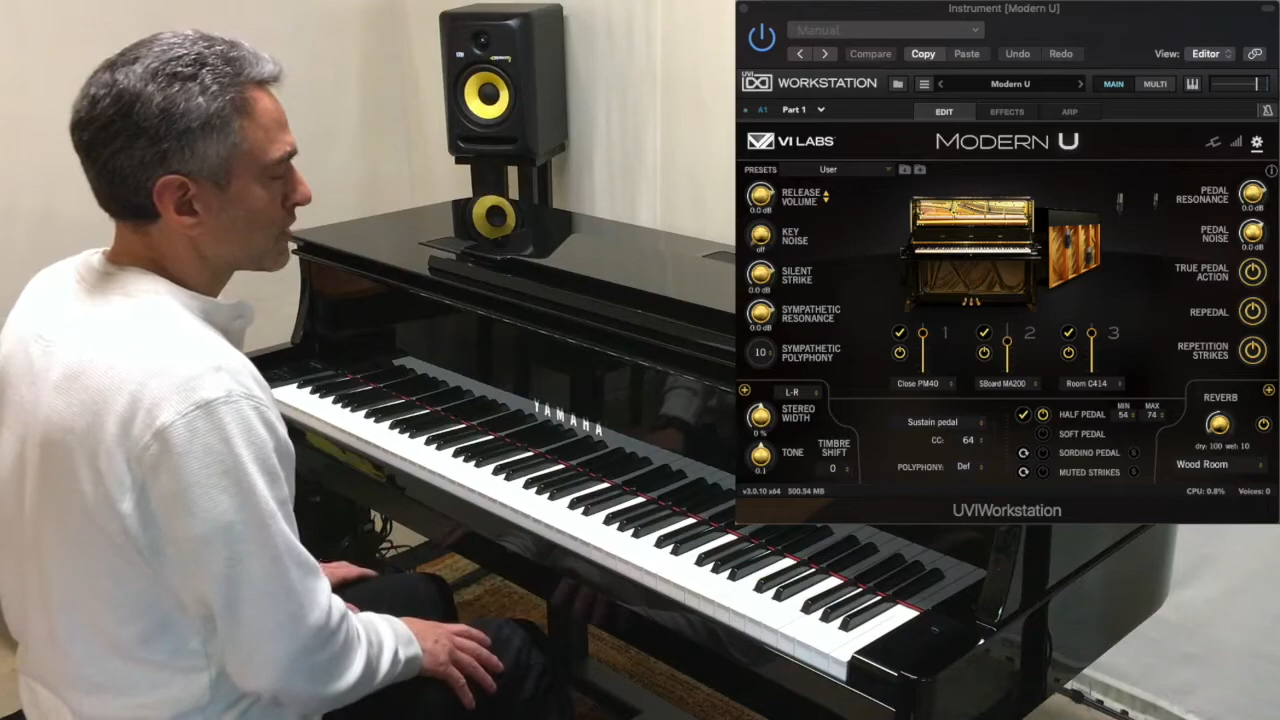 Instrument [Modern U]
Manual
Compare Copy Paste Undo Redo View: Editor
UVI WORKSTATION Modern U MAIN MULTI
A1 Part 1
EDIT EFFECTS ARP
VI LABS MODERN U
PRESETS User
RELEASE VOLUME
0.0 dB
KEY NOISE
off
SILENT STRIKE
0.0 dB
SYMPATHETIC RESONANCE
0.0 dB
10 SYMPATHETIC POLYPHONY
PEDAL RESONANCE
0.0 dB
PEDAL NOISE
0.0 dB
TRUE PEDAL ACTION
REPEDAL
REPETITION STRIKES
1 2 3
Close PM40 SBoard MA200 Room C414
L-R
STEREO WIDTH
0 %
TONE
0.1
TIMBRE SHIFT
0
Sustain pedal
CC: 64
POLYPHONY: Def
MIN MAX
HALF PEDAL 54 74
SOFT PEDAL
SORDINO PEDAL S
MUTED STRIKES S
REVERB
dry: 100 wet: 10
Wood Room
v3.0.10 x64 500.54 MB CPU: 0.8% Voices: 0
UVIWorkstation
YAMAHA